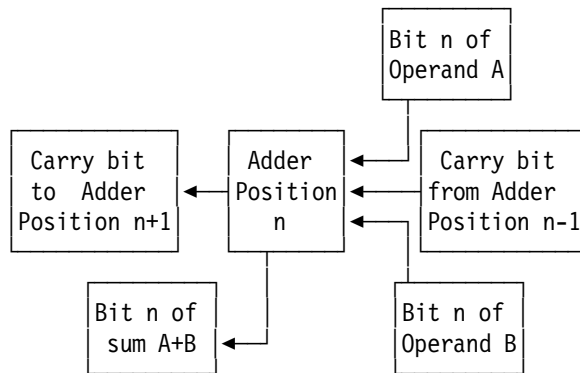 Bit n of
Operand A
Carry bit
to Adder
Position n+1
Adder
Position
n
Carry bit
from Adder
Position n-1
Bit n of
sum A+B
Bit n of
Operand B